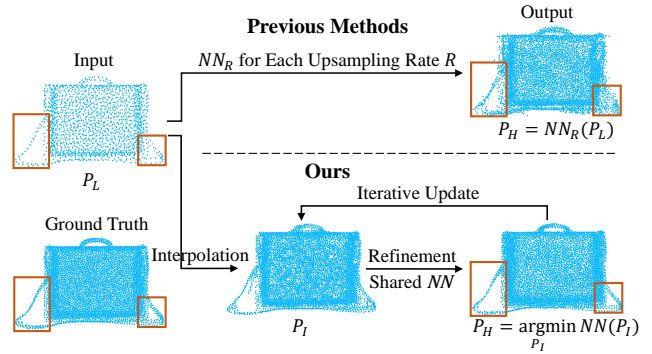 Previous Methods
Input
Output
NN_R for Each Upsampling Rate R
P_H = NN_R(P_L)
P_L
Ours
Iterative Update
Ground Truth
Interpolation
Refinement
Shared NN
P_I
P_H = argmin NN(P_I)
P_I